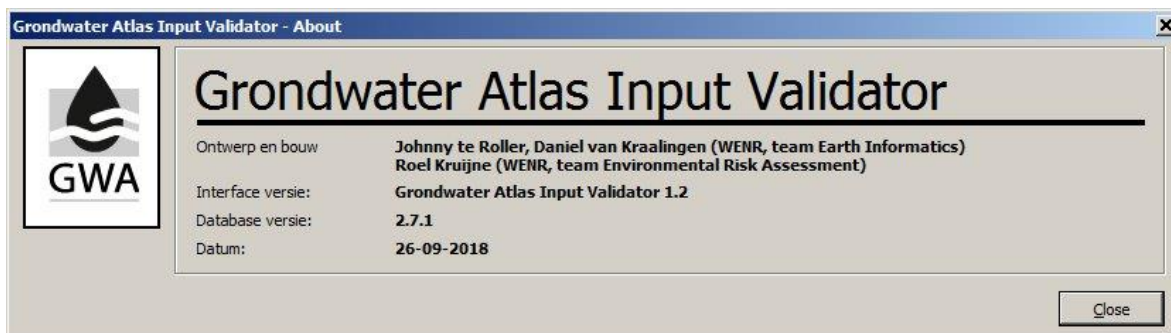 Grondwater Atlas Input Validator - About
GWA
Grondwater Atlas Input Validator
Ontwerp en bouw Johnny te Roller, Daniel van Kraalingen (WENR, team Earth Informatics)
Roel Kruijne (WENR, team Environmental Risk Assessment)
Interface versie: Grondwater Atlas Input Validator 1.2
Database versie: 2.7.1
Datum: 26-09-2018
Close